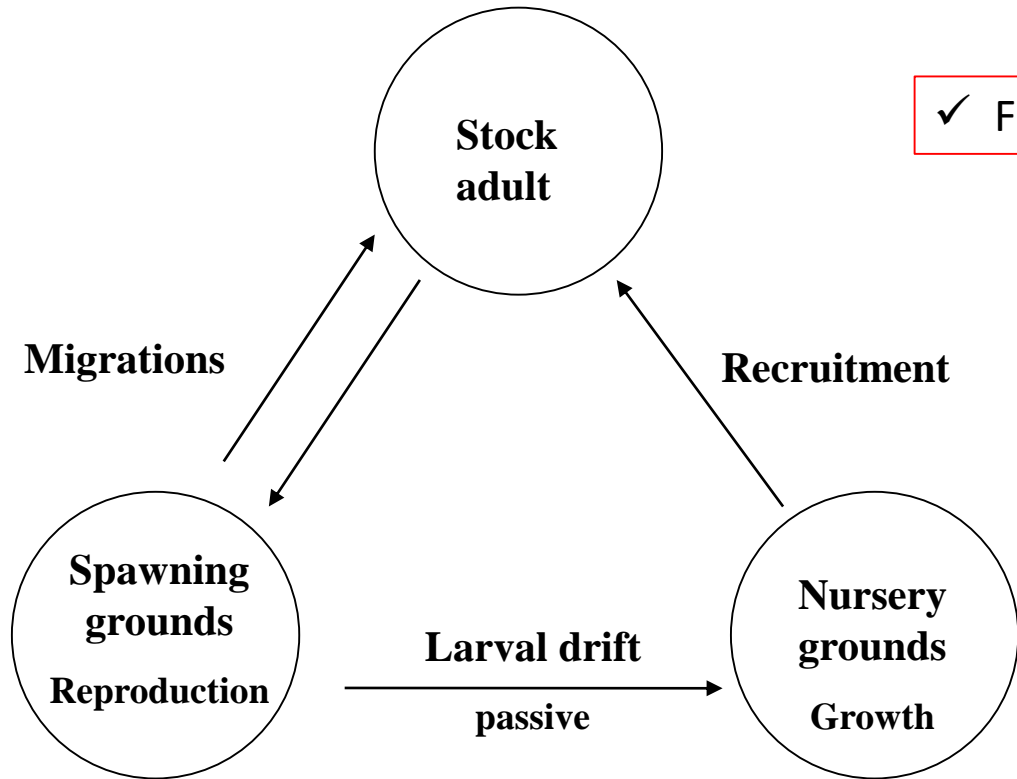 Stock
adult
✓ F
Migrations
Recruitment
Spawning
grounds
Reproduction
Larval drift
passive
Nursery
grounds
Growth